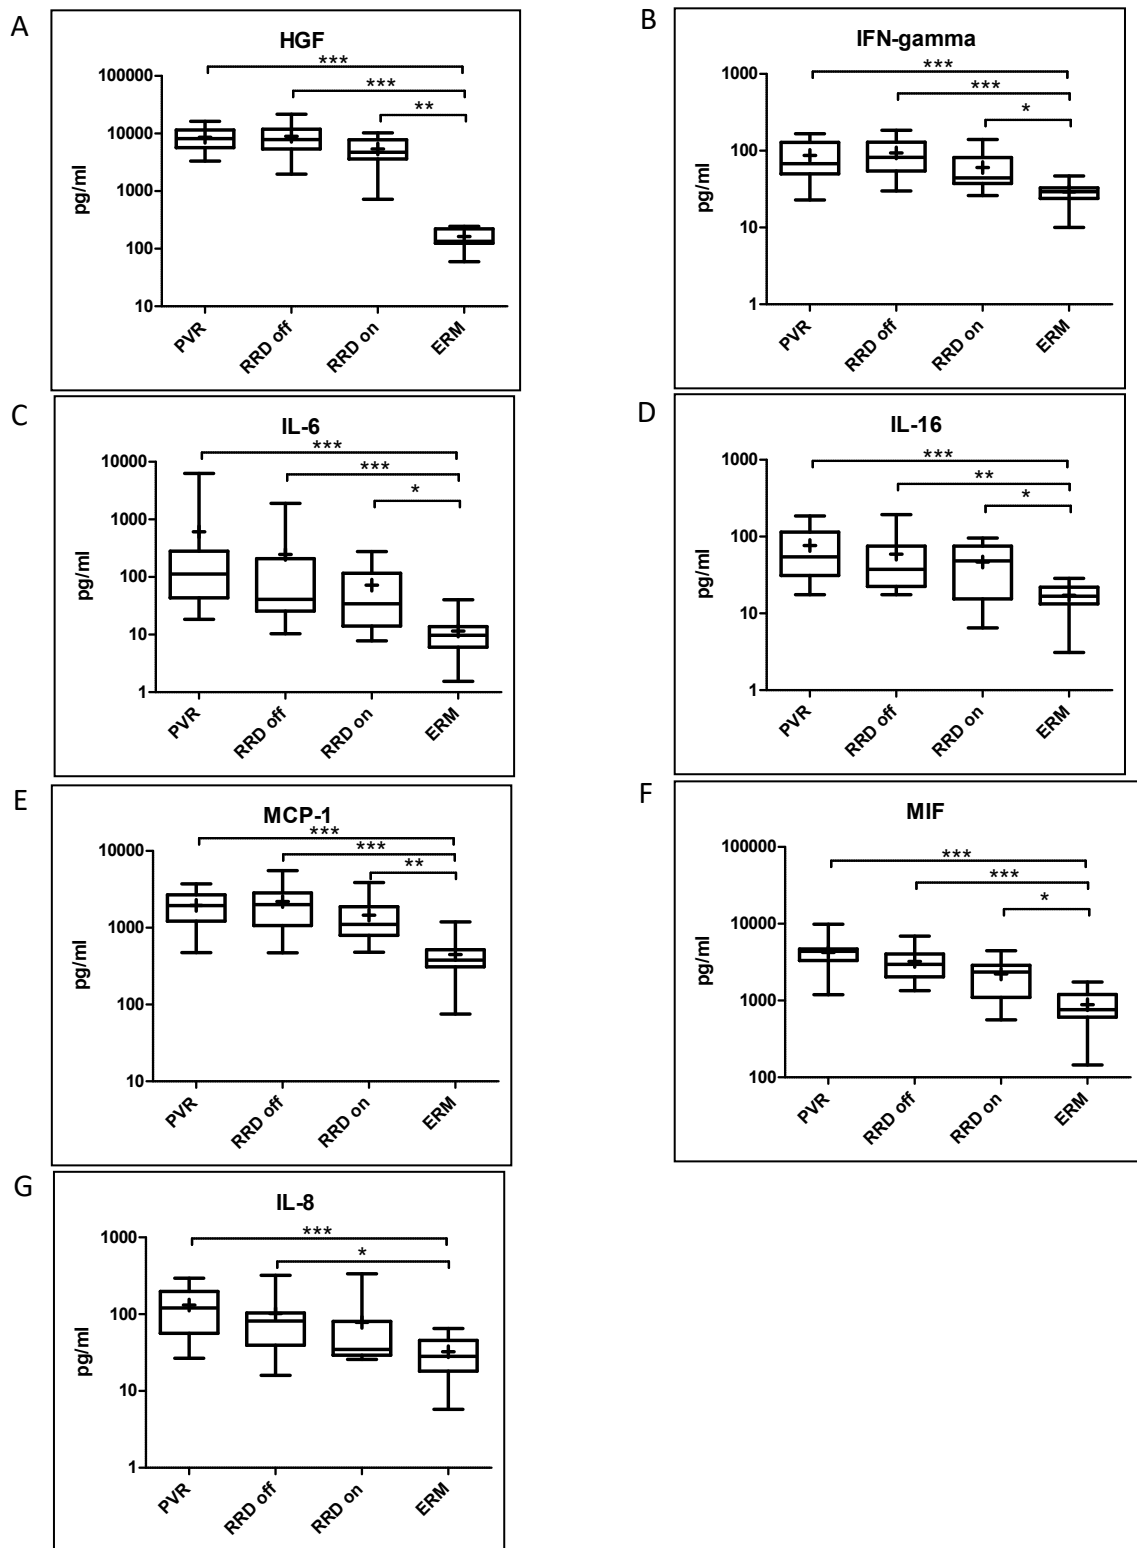 A
HGF
***
***
**
100000
10000
1000
100
10
pg/ml
PVR
RRD off
RRD on
ERM
B
IFN-gamma
***
***
*
1000
100
10
1
pg/ml
PVR
RRD off
RRD on
ERM
C
IL-6
***
***
*
10000
1000
100
10
1
pg/ml
PVR
RRD off
RRD on
ERM
D
IL-16
***
**
*
1000
100
10
1
pg/ml
PVR
RRD off
RRD on
ERM
E
MCP-1
***
***
**
10000
1000
100
10
pg/ml
PVR
RRD off
RRD on
ERM
F
MIF
***
***
*
100000
10000
1000
100
pg/ml
PVR
RRD off
RRD on
ERM
G
IL-8
***
*
1000
100
10
1
pg/ml
PVR
RRD off
RRD on
ERM